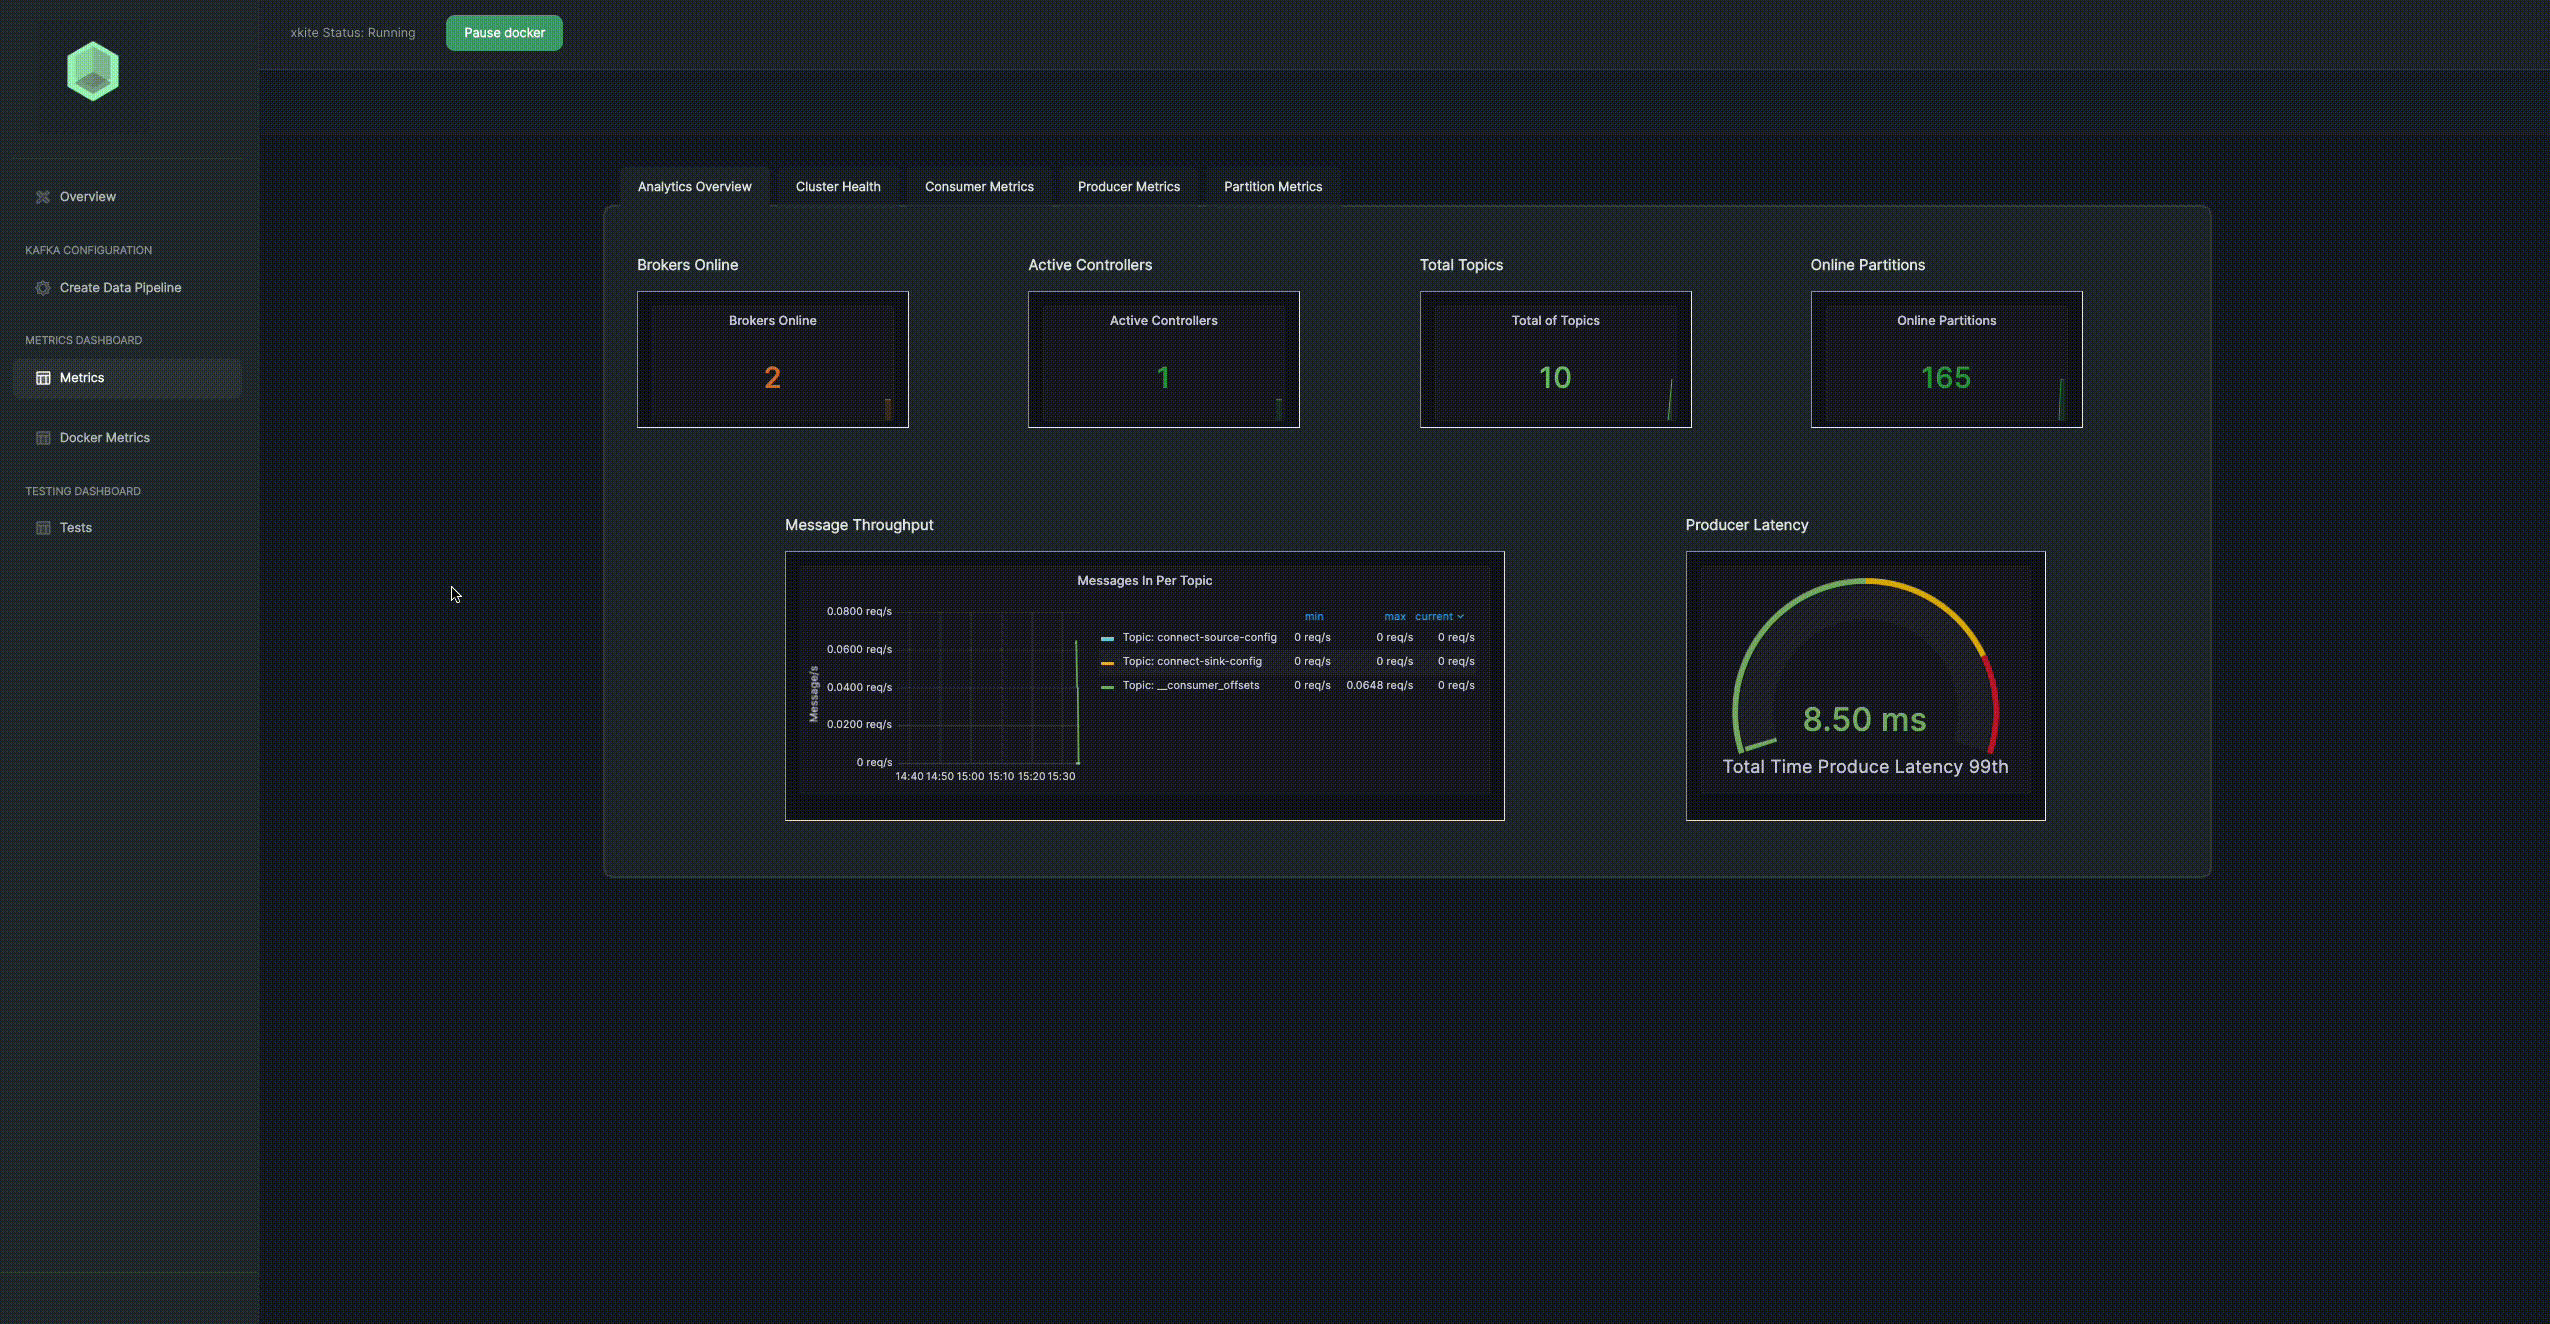 xkite Status: Running
Pause docker
Overview
KAFKA CONFIGURATION
Create Data Pipeline
METRICS DASHBOARD
Metrics
Docker Metrics
TESTING DASHBOARD
Tests
Analytics Overview Cluster Health Consumer Metrics Producer Metrics Partition Metrics
Brokers Online
Brokers Online
2
Active Controllers
Active Controllers
1
Total Topics
Total of Topics
10
Online Partitions
Online Partitions
165
Message Throughput
Messages In Per Topic
Message/s
0.0800 req/s
0.0600 req/s
0.0400 req/s
0.0200 req/s
0 req/s
14:40 14:50 15:00 15:10 15:20 15:30
min max current
Topic: connect-source-config 0 req/s 0 req/s 0 req/s
Topic: connect-sink-config 0 req/s 0 req/s 0 req/s
Topic: __consumer_offsets 0 req/s 0.0648 req/s 0 req/s
Producer Latency
8.50 ms
Total Time Produce Latency 99th